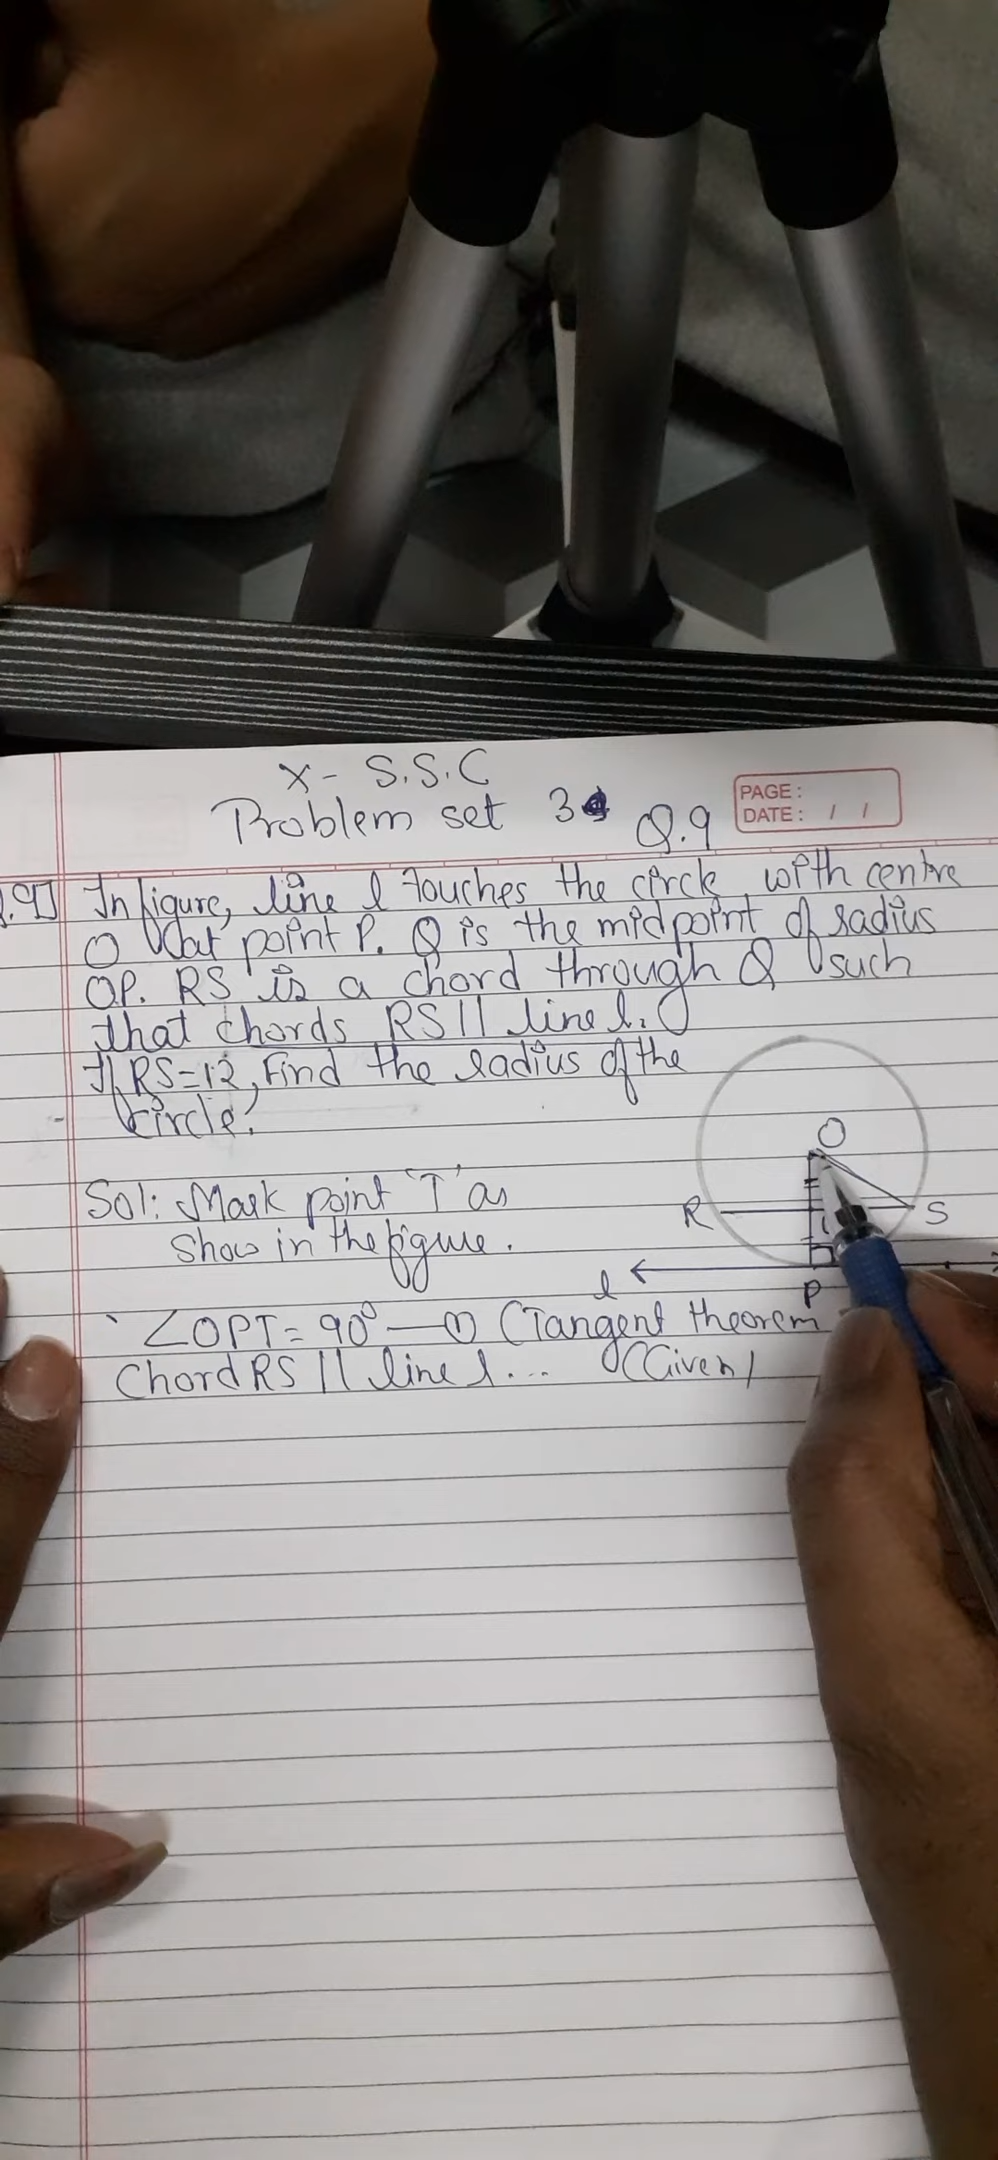 X- S.S.C
Problem set 3 Q.9
PAGE:
DATE: / /
.9] In figure, line l touches the circle with centre
O at point P. Q is the midpoint of radius
OP. RS is a chord through Q such
that chords RS || line l.
If RS=12, Find the radius of the
circle.
O
R S
l P
Sol: Mark point 'T' as
Show in the figure.
∠OPT = 90° — ① (Tangent theorem
Chord RS || line l... (Given)